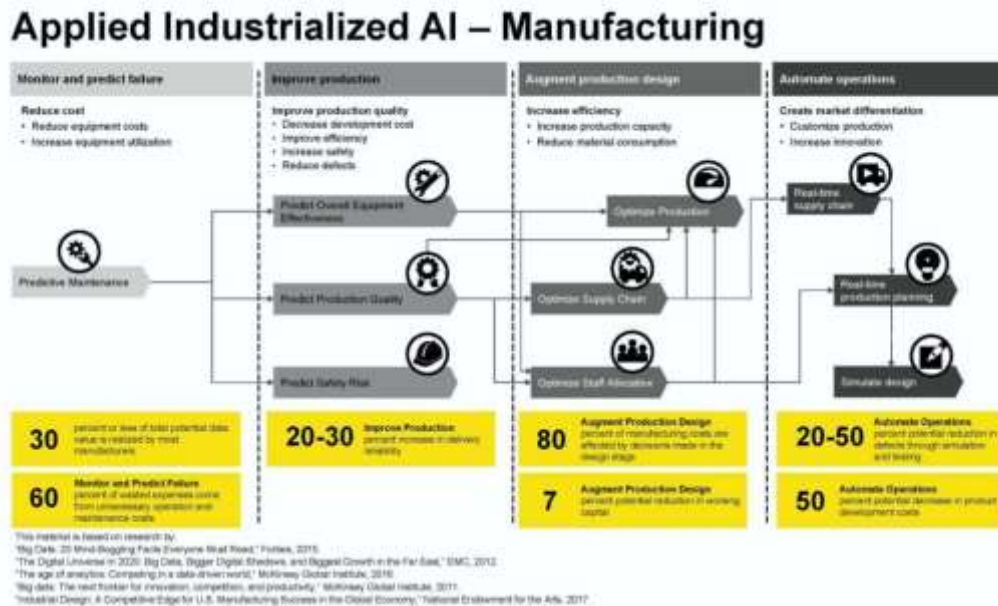 Applied Industrialized AI – Manufacturing
Monitor and predict failure
Reduce cost
• Reduce equipment costs
• Increase equipment utilization
Predictive Maintenance
30
percent or less of total potential data
value is realized by most
manufacturers
60
Monitor and Predict Failure
percent of wasted expenses come
from unnecessary operation and
maintenance costs
Improve production
Improve production quality
• Decrease development cost
• Improve efficiency
• Increase safety
• Reduce defects
Predict Overall Equipment
Effectiveness
Predict Production Quality
Predict Safety Risk
20-30
Improve Production
percent increase in delivery
reliability
Augment production design
Increase efficiency
• Increase production capacity
• Reduce material consumption
Optimize Production
Optimize Supply Chain
Optimize Staff Allocation
80
Augment Production Design
percent of manufacturing costs are
affected by decisions made in the
design stage
7
Augment Production Design
percent potential reduction in working
capital
Automate operations
Create market differentiation
• Customize production
• Increase innovation
Real-time
supply chain
Real-time
production planning
Simulate design
20-50
Automate Operations
percent potential reduction in
defects through simulation
and testing
50
Automate Operations
percent potential decrease in product
development costs
This material is based on research by:
"Big Data: 20 Mind-Boggling Facts Everyone Must Read," Forbes, 2015.
"The Digital Universe in 2020: Big Data, Bigger Digital Shadows, and Biggest Growth in the Far East," EMC, 2012.
"The age of analytics: Competing in a data-driven world," McKinsey Global Institute, 2016.
"Big data: The next frontier for innovation, competition, and productivity," McKinsey Global Institute, 2011.
"Industrial Design: A Competitive Edge for U.S. Manufacturing Success in the Global Economy," National Endowment for the Arts, 2017.